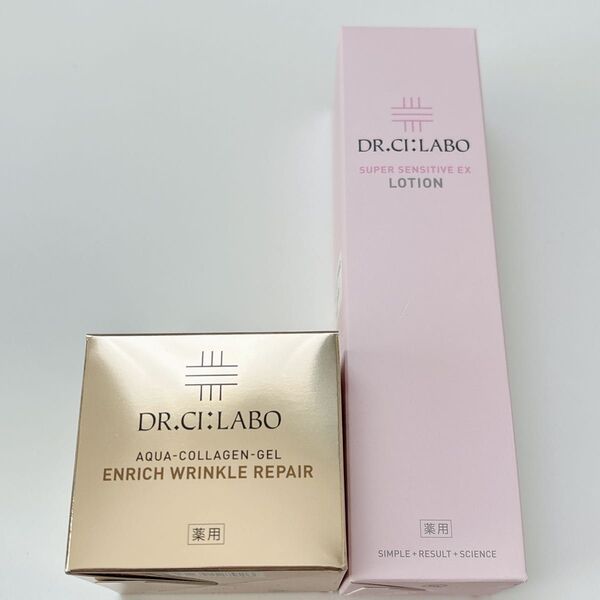 DR.CI:LABO
AQUA-COLLAGEN-GEL
ENRICH WRINKLE REPAIR
薬用
DR.CI:LABO
SUPER SENSITIVE EX
LOTION
薬用
SIMPLE + RESULT + SCIENCE